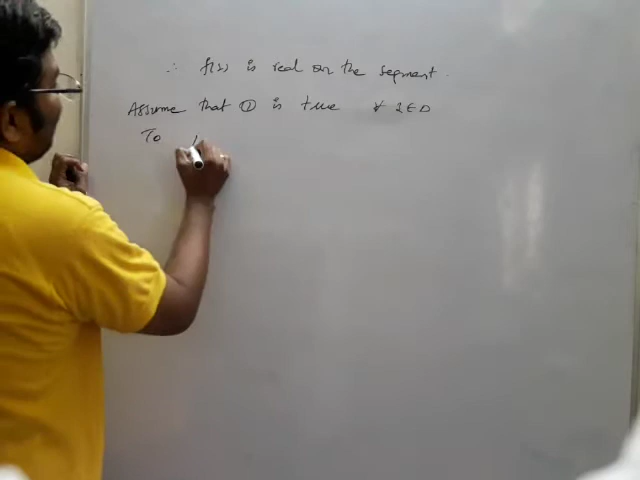 ∴ f(x) is real on the segment.
Assume that ① is true ∀ z ∈ D
To